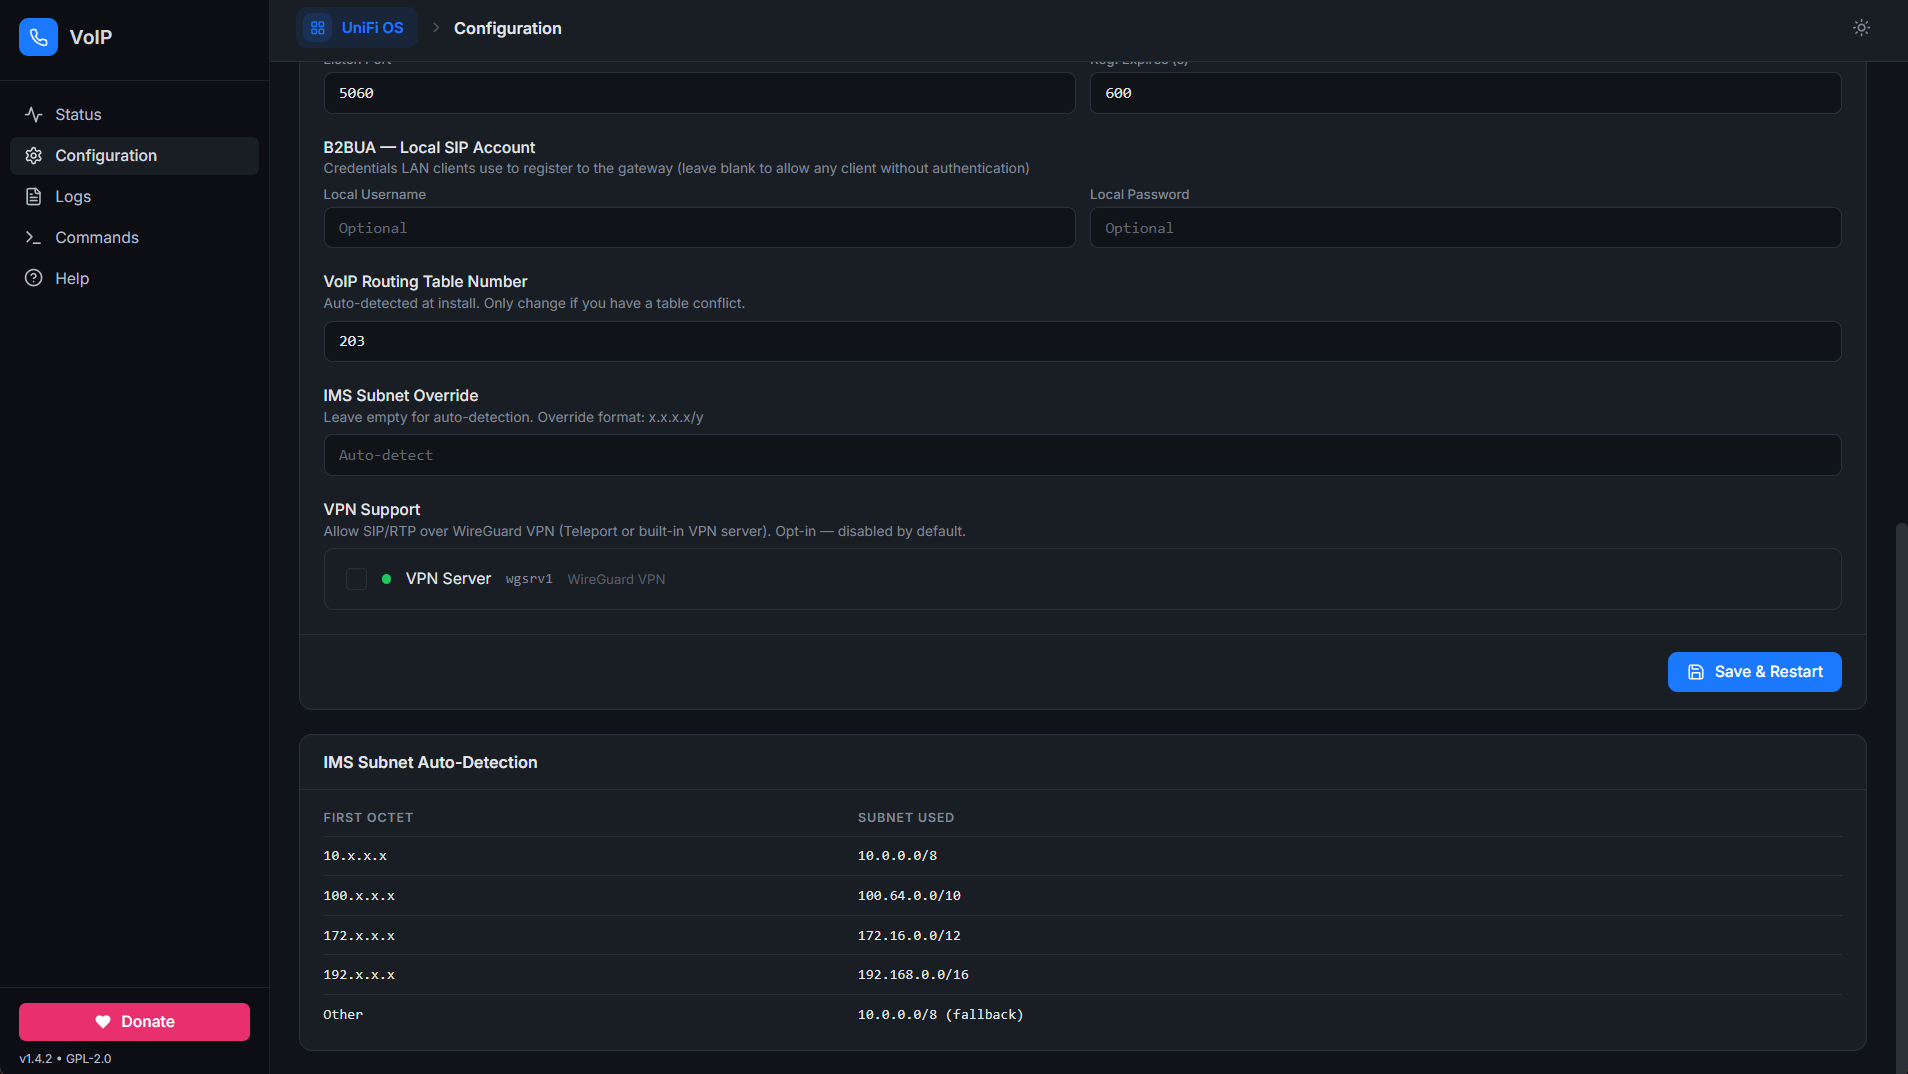 VoIP
UniFi OS
Configuration
Status
Configuration
Logs
Commands
Help
Listen Port
Reg. Expires (s)
5060
600
B2BUA — Local SIP Account
Credentials LAN clients use to register to the gateway (leave blank to allow any client without authentication)
Local Username
Local Password
Optional
Optional
VoIP Routing Table Number
Auto-detected at install. Only change if you have a table conflict.
203
IMS Subnet Override
Leave empty for auto-detection. Override format: x.x.x.x/y
Auto-detect
VPN Support
Allow SIP/RTP over WireGuard VPN (Teleport or built-in VPN server). Opt-in — disabled by default.
VPN Server wgsrv1 WireGuard VPN
Save & Restart
IMS Subnet Auto-Detection
FIRST OCTET SUBNET USED
10.x.x.x 10.0.0.0/8
100.x.x.x 100.64.0.0/10
172.x.x.x 172.16.0.0/12
192.x.x.x 192.168.0.0/16
Other 10.0.0.0/8 (fallback)
Donate
v1.4.2 • GPL-2.0